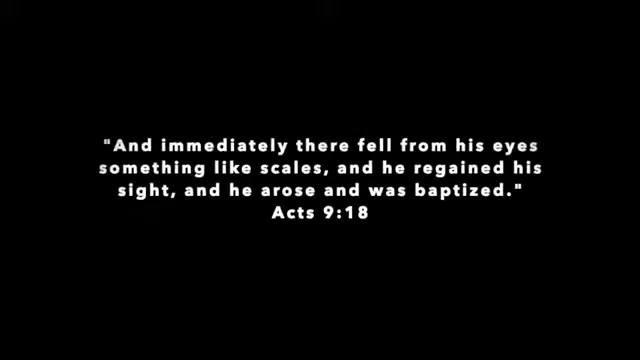 "And immediately there fell from his eyes
something like scales, and he regained his
sight, and he arose and was baptized."
Acts 9:18